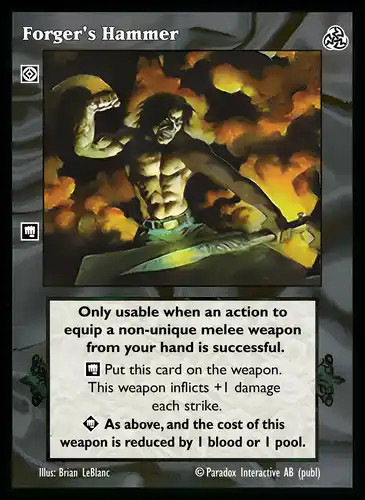 Forger's Hammer
Only usable when an action to
equip a non-unique melee weapon
from your hand is successful.
Put this card on the weapon.
This weapon inflicts +1 damage
each strike.
As above, and the cost of this
weapon is reduced by 1 blood or 1 pool.
Illus: Brian LeBlanc
© Paradox Interactive AB (publ)